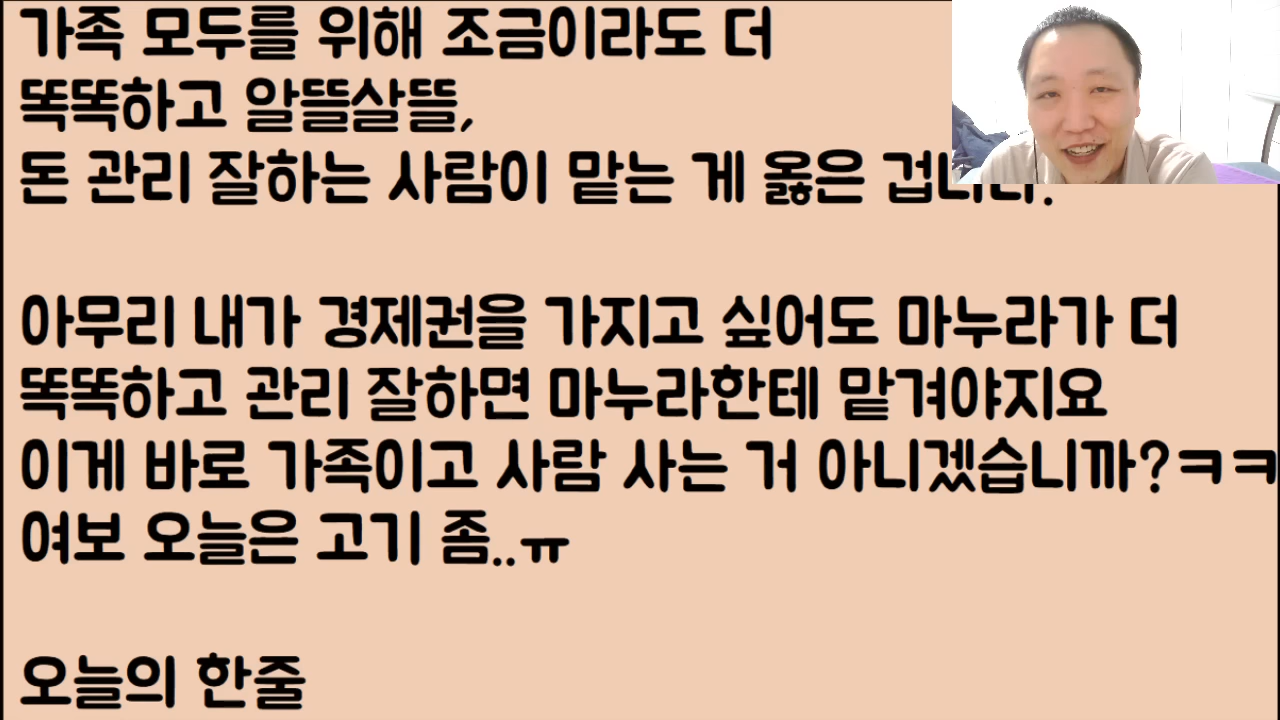 가족 모두를 위해 조금이라도 더
똑똑하고 알뜰살뜰,
돈 관리 잘하는 사람이 맡는 게 옳은 겁니다.
아무리 내가 경제권을 가지고 싶어도 마누라가 더
똑똑하고 관리 잘하면 마누라한테 맡겨야지요
이게 바로 가족이고 사람 사는 거 아니겠습니까?ㅋㅋ
여보 오늘은 고기 좀..ㅠ
오늘의 한줄